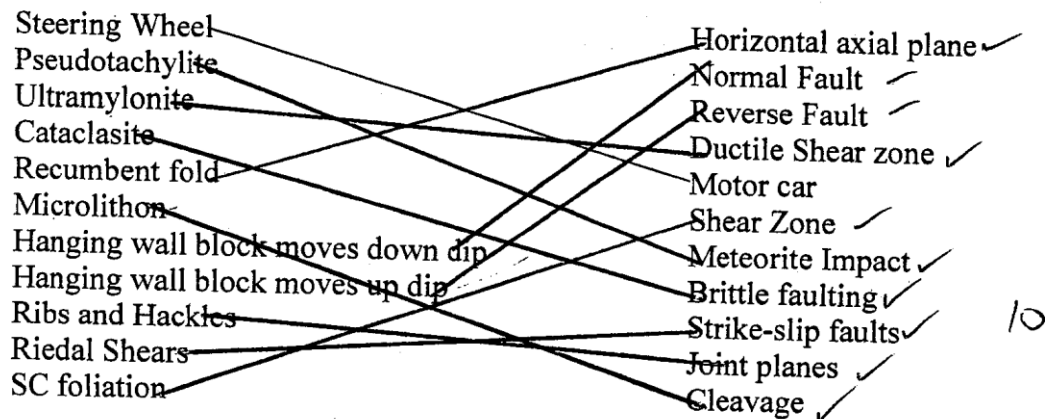 Steering Wheel
Pseudotachylite
Ultramylonite
Cataclasite
Recumbent fold
Microlithon
Hanging wall block moves down dip
Hanging wall block moves up dip
Ribs and Hackles
Riedal Shears
SC foliation
Horizontal axial plane
Normal Fault
Reverse Fault
Ductile Shear zone
Motor car
Shear Zone
Meteorite Impact
Brittle faulting
Strike-slip faults
Joint planes
Cleavage
10